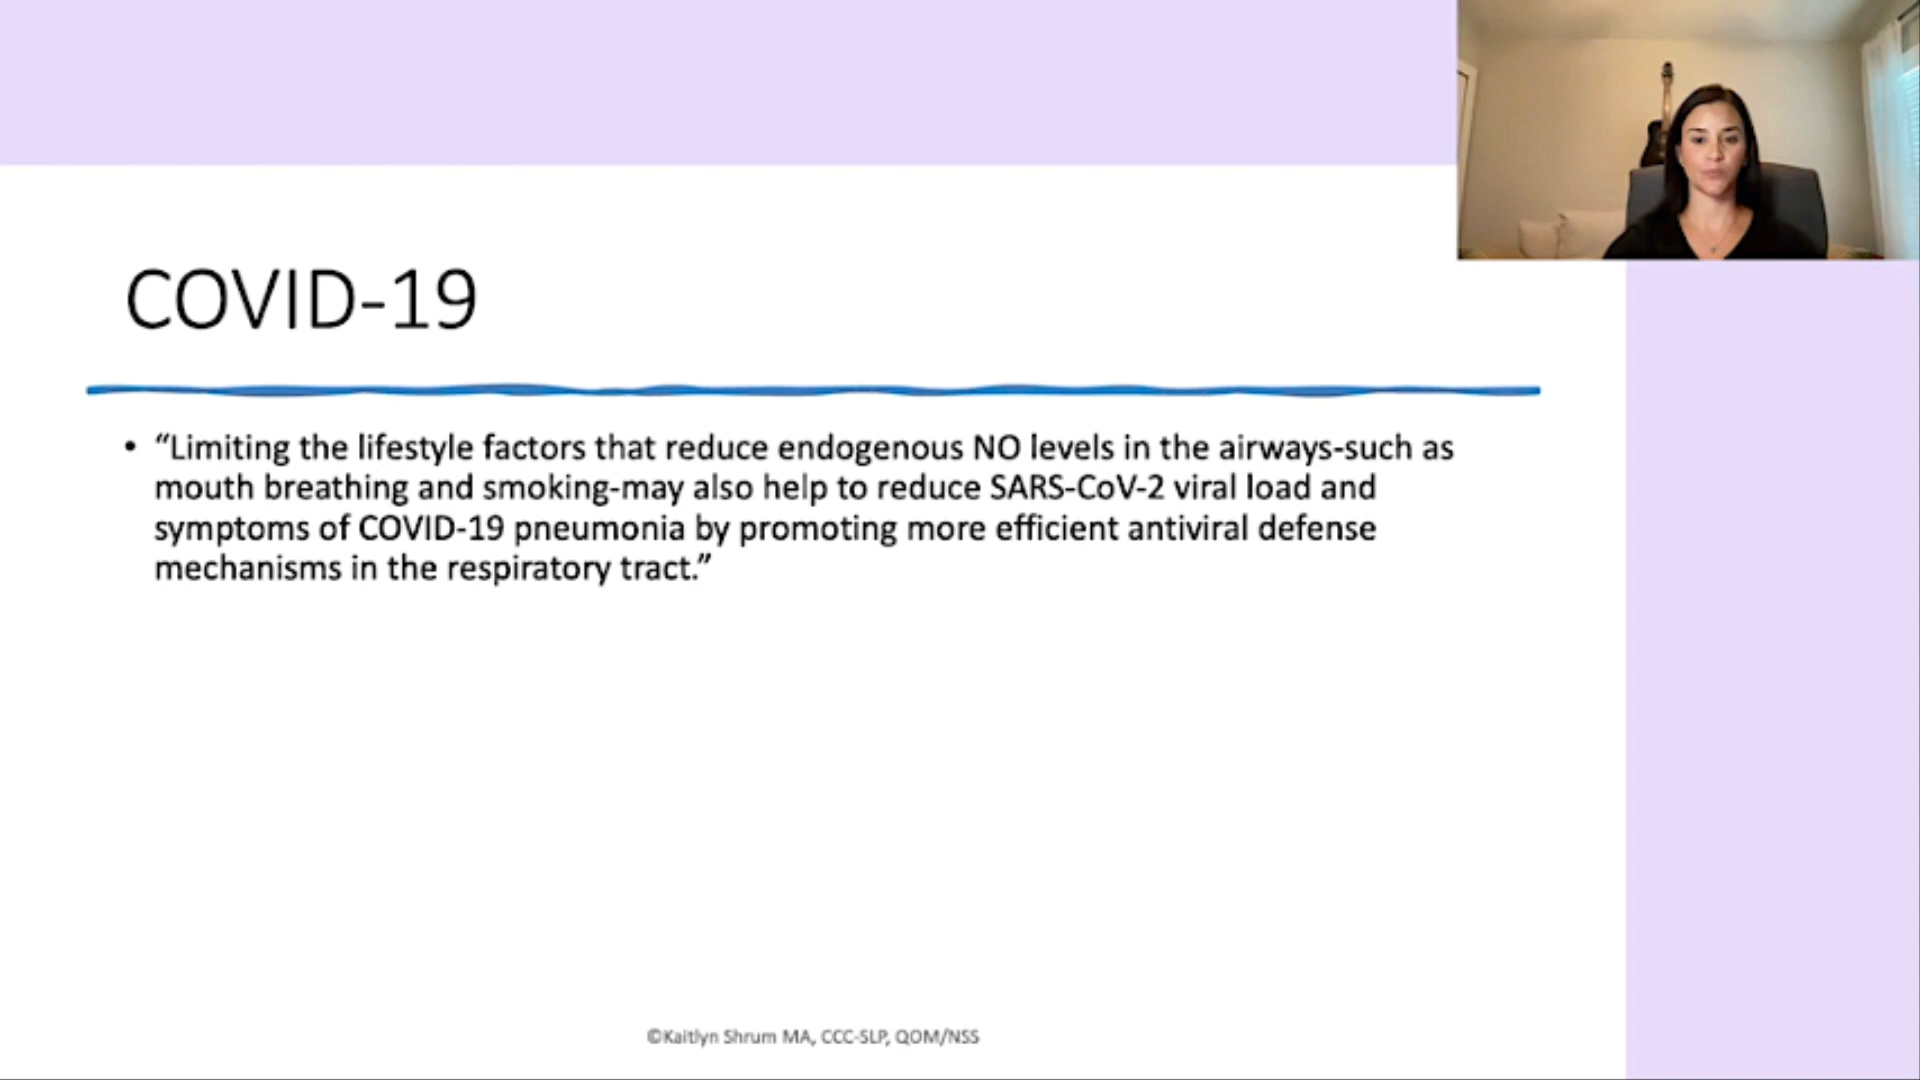 COVID-19
• “Limiting the lifestyle factors that reduce endogenous NO levels in the airways-such as
mouth breathing and smoking-may also help to reduce SARS-CoV-2 viral load and
symptoms of COVID-19 pneumonia by promoting more efficient antiviral defense
mechanisms in the respiratory tract.”
©Kaitlyn Shrum MA, CCC-SLP, QOM/NSS